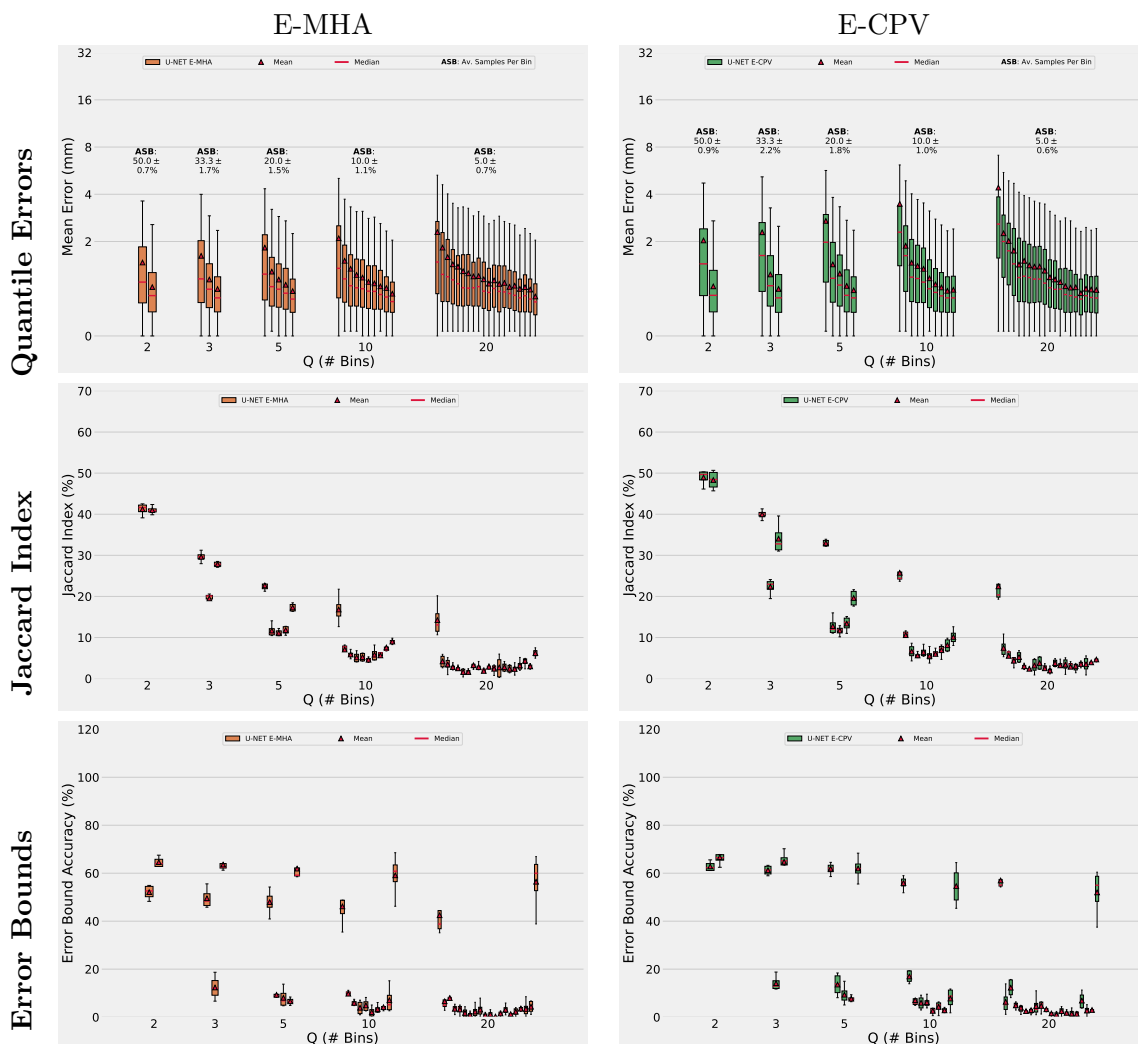 E-MHA
E-CPV
Quantile Errors
Mean Error (mm)
32
16
8
4
2
0
U-NET E-MHA
Mean
Median
ASB: Av. Samples Per Bin
ASB:
50.0 ±
0.7%
ASB:
33.3 ±
1.7%
ASB:
20.0 ±
1.5%
ASB:
10.0 ±
1.1%
ASB:
5.0 ±
0.7%
2
3
5
10
20
Q (# Bins)
Mean Error (mm)
32
16
8
4
2
0
U-NET E-CPV
Mean
Median
ASB: Av. Samples Per Bin
ASB:
50.0 ±
0.9%
ASB:
33.3 ±
2.2%
ASB:
20.0 ±
1.8%
ASB:
10.0 ±
1.0%
ASB:
5.0 ±
0.6%
2
3
5
10
20
Q (# Bins)
Jaccard Index
Jaccard Index (%)
70
60
50
40
30
20
10
0
U-NET E-MHA
Mean
Median
2
3
5
10
20
Q (# Bins)
Jaccard Index (%)
70
60
50
40
30
20
10
0
U-NET E-CPV
Mean
Median
2
3
5
10
20
Q (# Bins)
Error Bounds
Error Bound Accuracy (%)
120
100
80
60
40
20
0
U-NET E-MHA
Mean
Median
2
3
5
10
20
Q (# Bins)
Error Bound Accuracy (%)
120
100
80
60
40
20
0
U-NET E-CPV
Mean
Median
2
3
5
10
20
Q (# Bins)